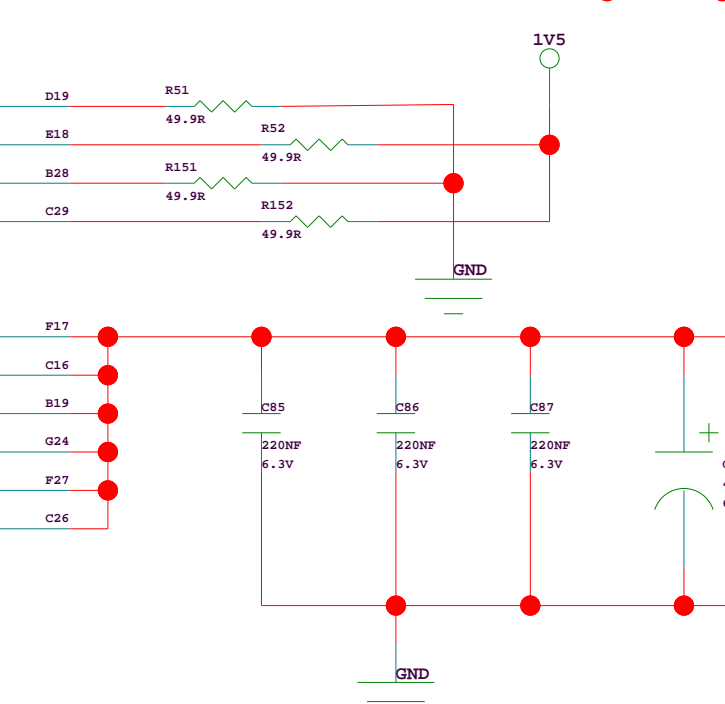 1V5
D19
R51
49.9R
E18
R52
49.9R
B28
R151
49.9R
C29
R152
49.9R
GND
F17
C16
B19
G24
F27
C26
C85
220NF
6.3V
C86
220NF
6.3V
C87
220NF
6.3V
+
GND